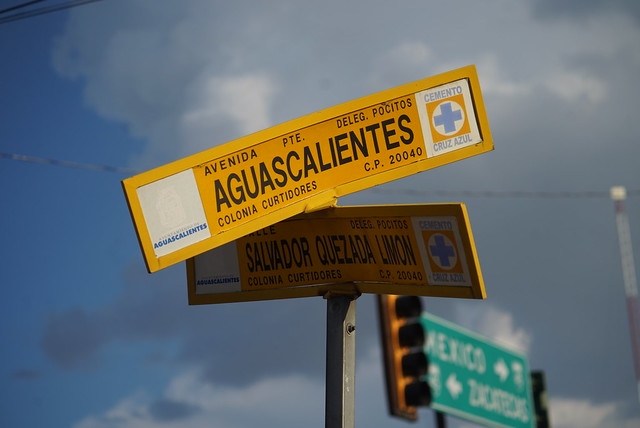 AVENIDA PTE. DELEG. POCITOS
AGUASCALIENTES
COLONIA CURTIDORES C.P. 20040
AGUASCALIENTES
CEMENTO
CRUZ AZUL
DELEG. POCITOS
SALVADOR QUEZADA LIMON
COLONIA CURTIDORES C.P. 20040
AGUASCALIENTES
CEMENTO
CRUZ AZUL
MEXICO
ZACATECAS